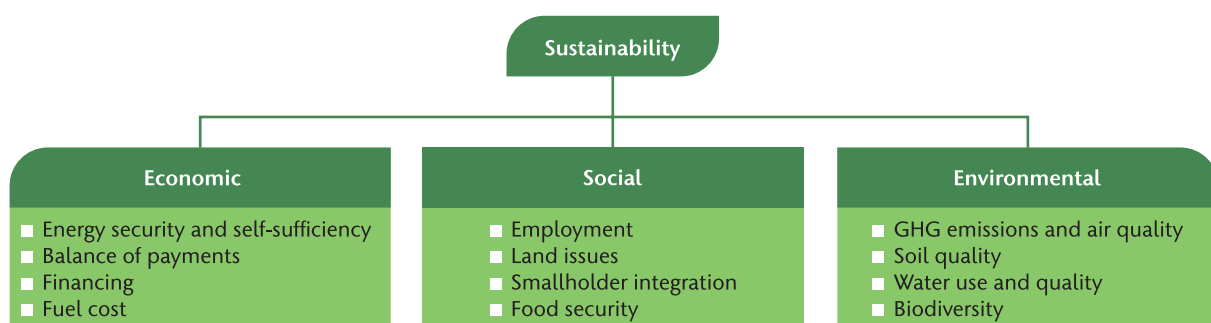 Sustainability
Economic
Energy security and self-sufficiency
Balance of payments
Financing
Fuel cost
Social
Employment
Land issues
Smallholder integration
Food security
Environmental
GHG emissions and air quality
Soil quality
Water use and quality
Biodiversity